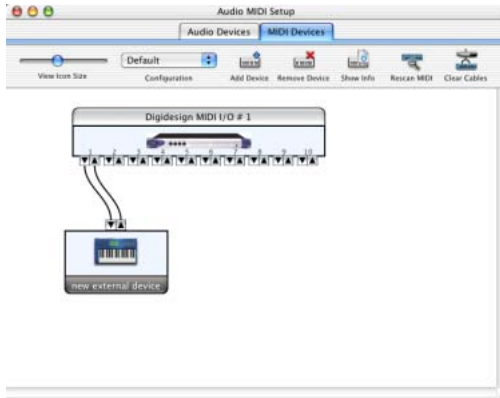 Audio MIDI Setup
Audio Devices MIDI Devices
Default
View Icon Size Configuration Add Device Remove Device Show Info Rescan MIDI Clear Cables
Digidesign MIDI I/O # 1
1 2 3 4 5 6 7 8 9 10
new external device